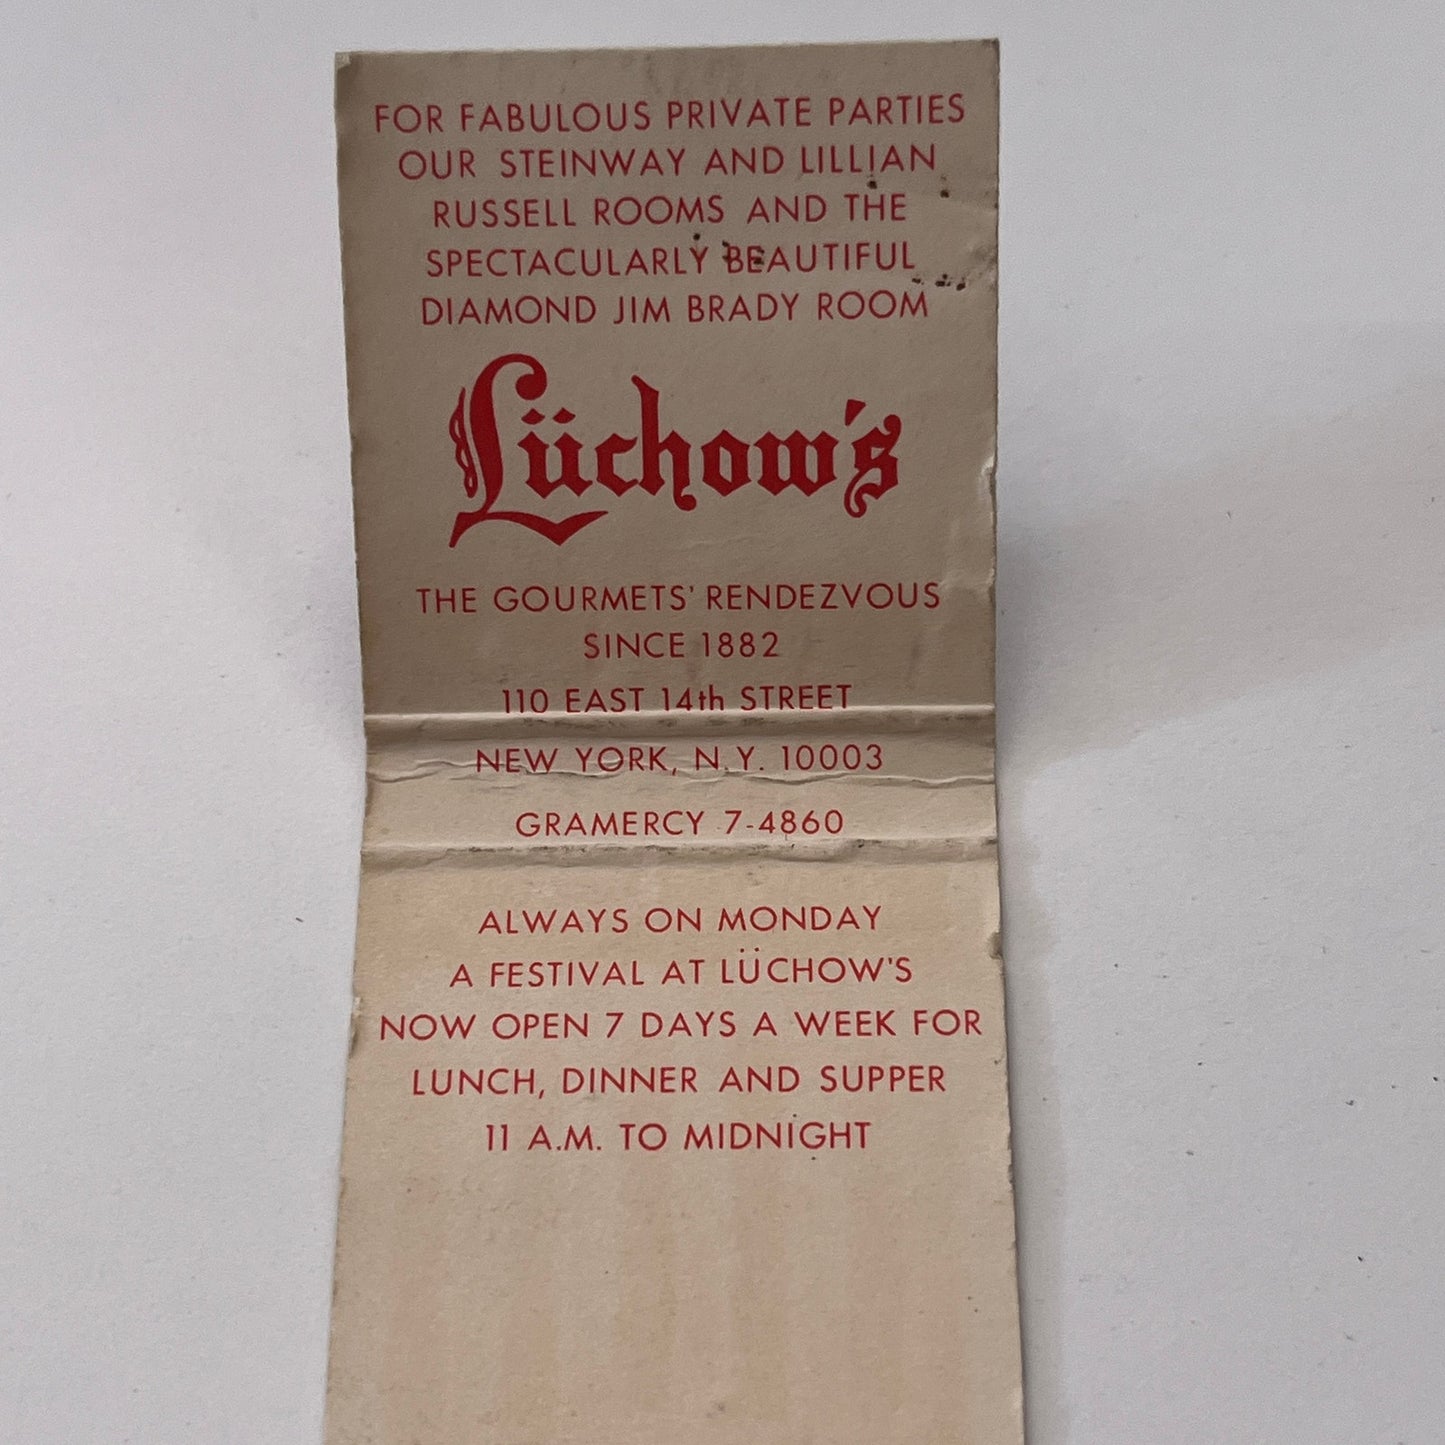 FOR FABULOUS PRIVATE PARTIES
OUR STEINWAY AND LILLIAN
RUSSELL ROOMS AND THE
SPECTACULARLY BEAUTIFUL
DIAMOND JIM BRADY ROOM
Lüchow's
THE GOURMETS' RENDEZVOUS
SINCE 1882
110 EAST 14th STREET
NEW YORK, N.Y. 10003
GRAMERCY 7-4860
ALWAYS ON MONDAY
A FESTIVAL AT LÜCHOW'S
NOW OPEN 7 DAYS A WEEK FOR
LUNCH, DINNER AND SUPPER
11 A.M. TO MIDNIGHT